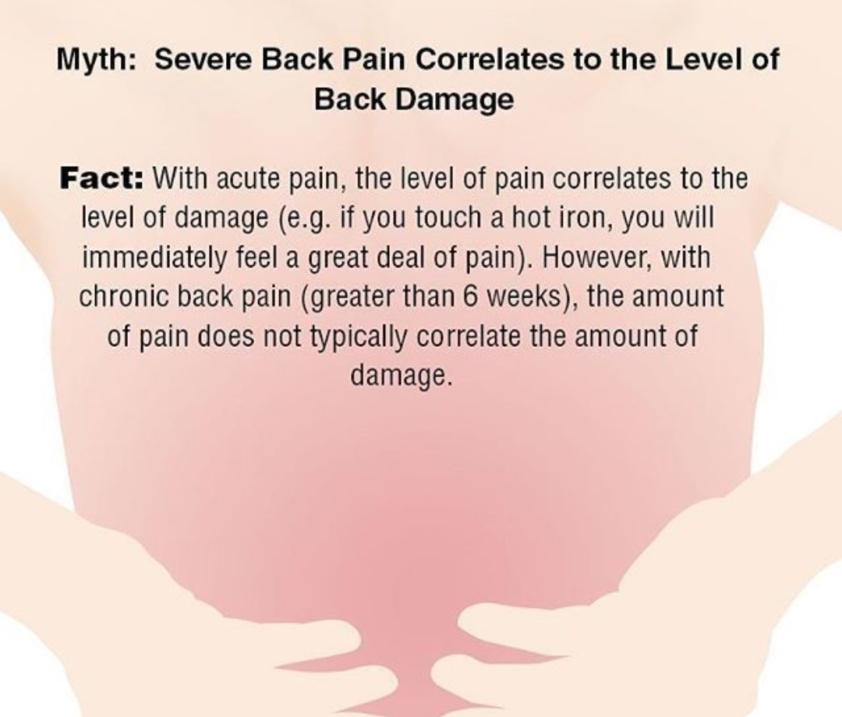 Myth:  Severe Back Pain Correlates to the Level of
Back Damage
Fact: With acute pain, the level of pain correlates to the
level of damage (e.g. if you touch a hot iron, you will
immediately feel a great deal of pain). However, with
chronic back pain (greater than 6 weeks), the amount
of pain does not typically correlate the amount of
damage.